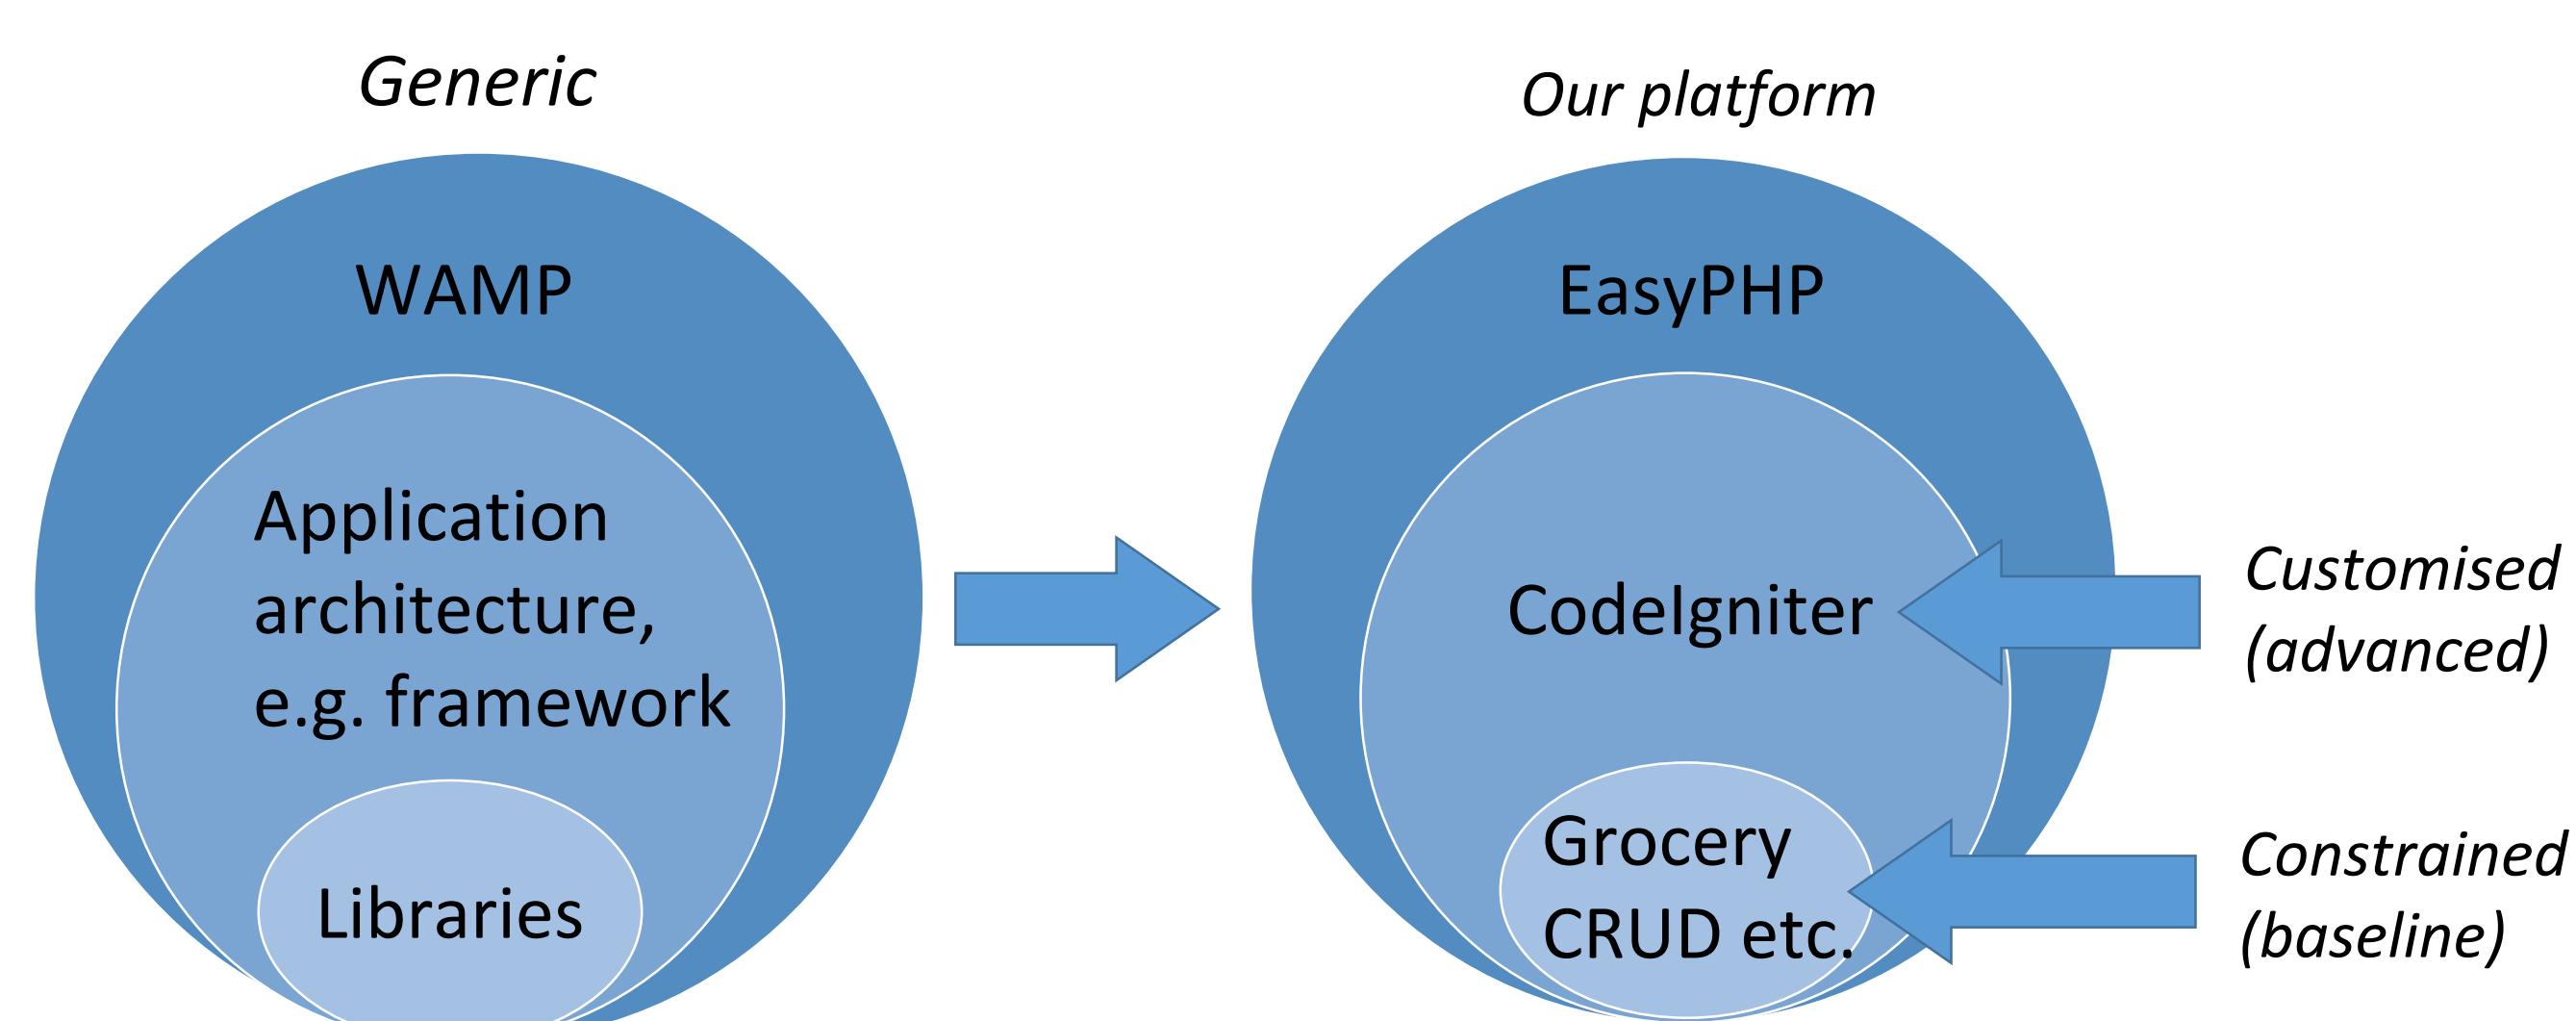 Generic
WAMP
Application
architecture,
e.g. framework
Libraries
Our platform
EasyPHP
CodeIgniter
Grocery
CRUD etc.
Customised
(advanced)
Constrained
(baseline)